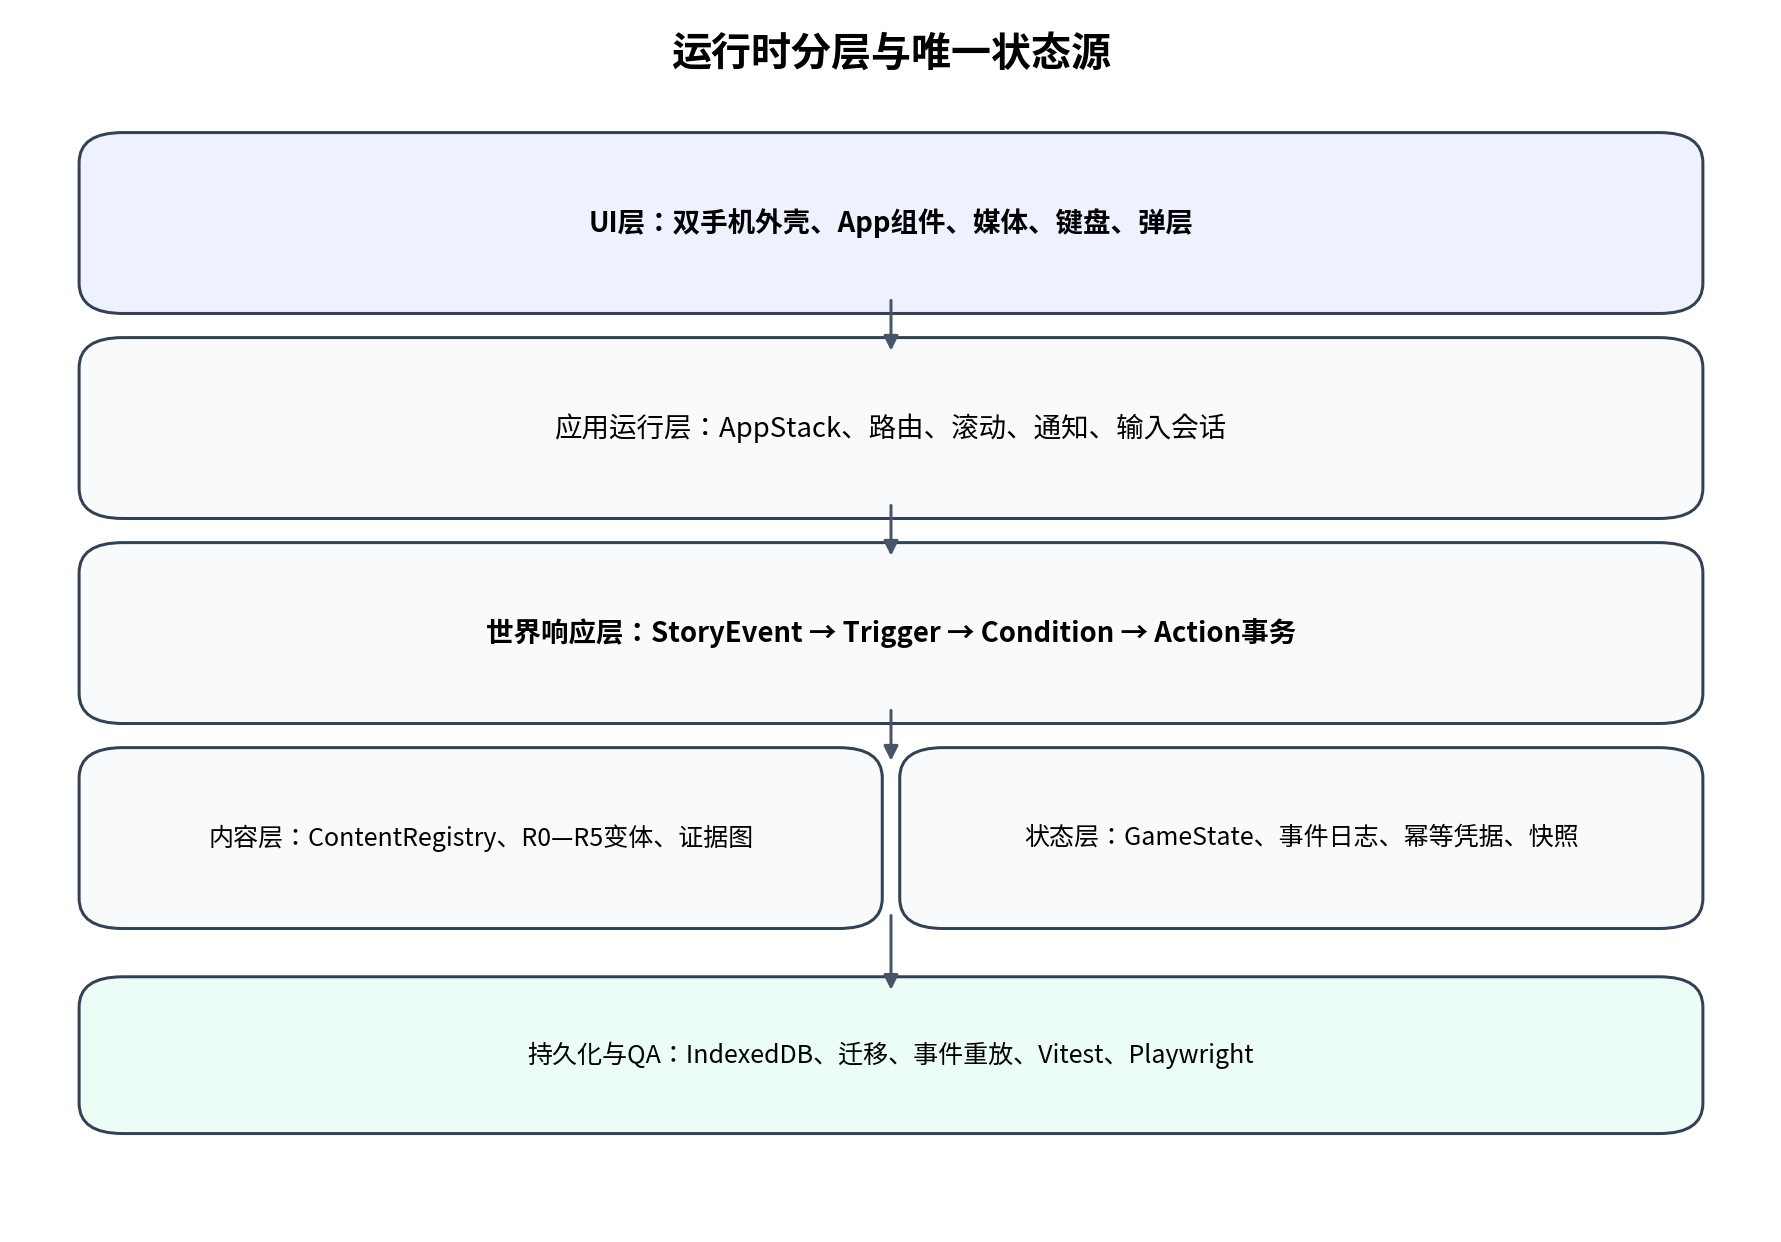 运行时分层与唯一状态源
UI层：双手机外壳、App组件、媒体、键盘、弹层
应用运行层：AppStack、路由、滚动、通知、输入会话
世界响应层：StoryEvent → Trigger → Condition → Action事务
内容层：ContentRegistry、R0—R5变体、证据图
状态层：GameState、事件日志、幂等凭据、快照
持久化与QA：IndexedDB、迁移、事件重放、Vitest、Playwright